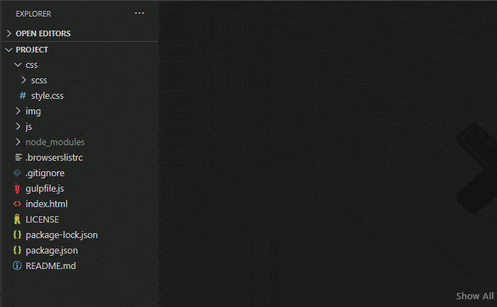 EXPLORER
OPEN EDITORS
PROJECT
css
scss
style.css
img
js
node_modules
.browserslistrc
.gitignore
gulpfile.js
index.html
LICENSE
package-lock.json
package.json
README.md
Show All